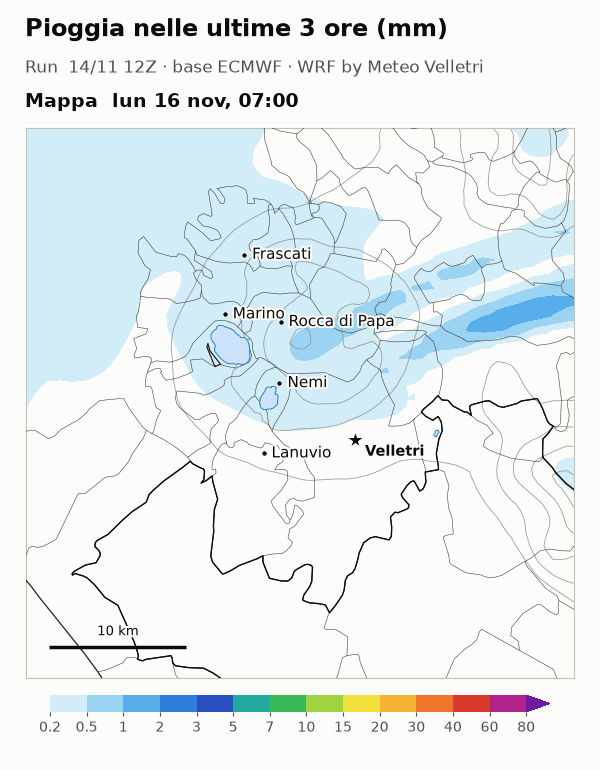 Pioggia nelle ultime 3 ore (mm)
Run  14/11 12Z · base ECMWF · WRF by Meteo Velletri
Mappa  lun 16 nov, 07:00
Frascati
Marino
Rocca di Papa
Nemi
Velletri
Lanuvio
10 km
0.2 0.5 1 2 3 5 7 10 15 20 30 40 60 80